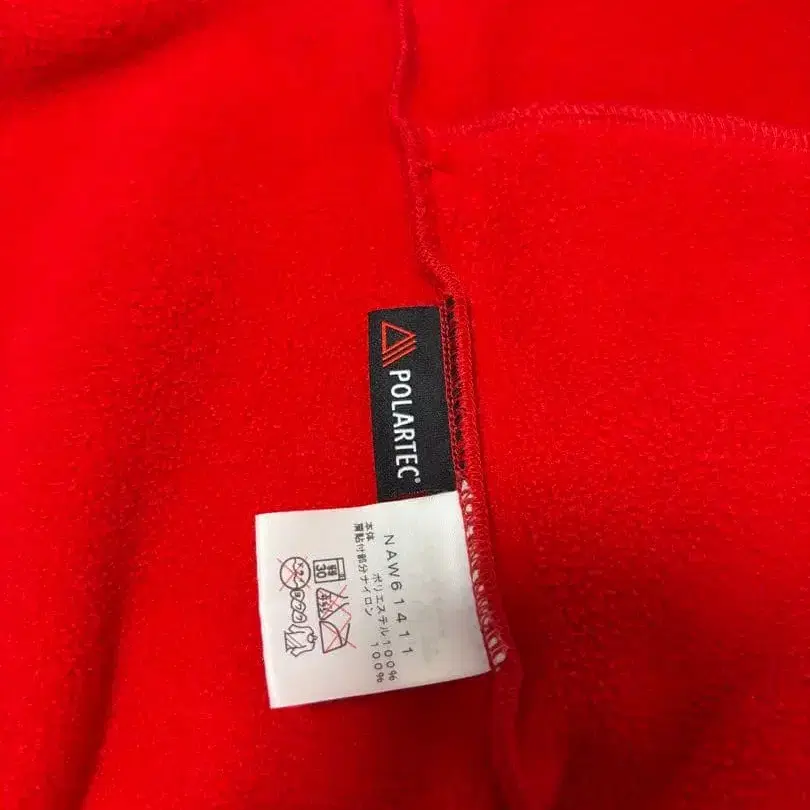 POLARTEC®
NAW61411
本体 ポリエステル100%
肩貼付部分ナイロン 100%
弱
30